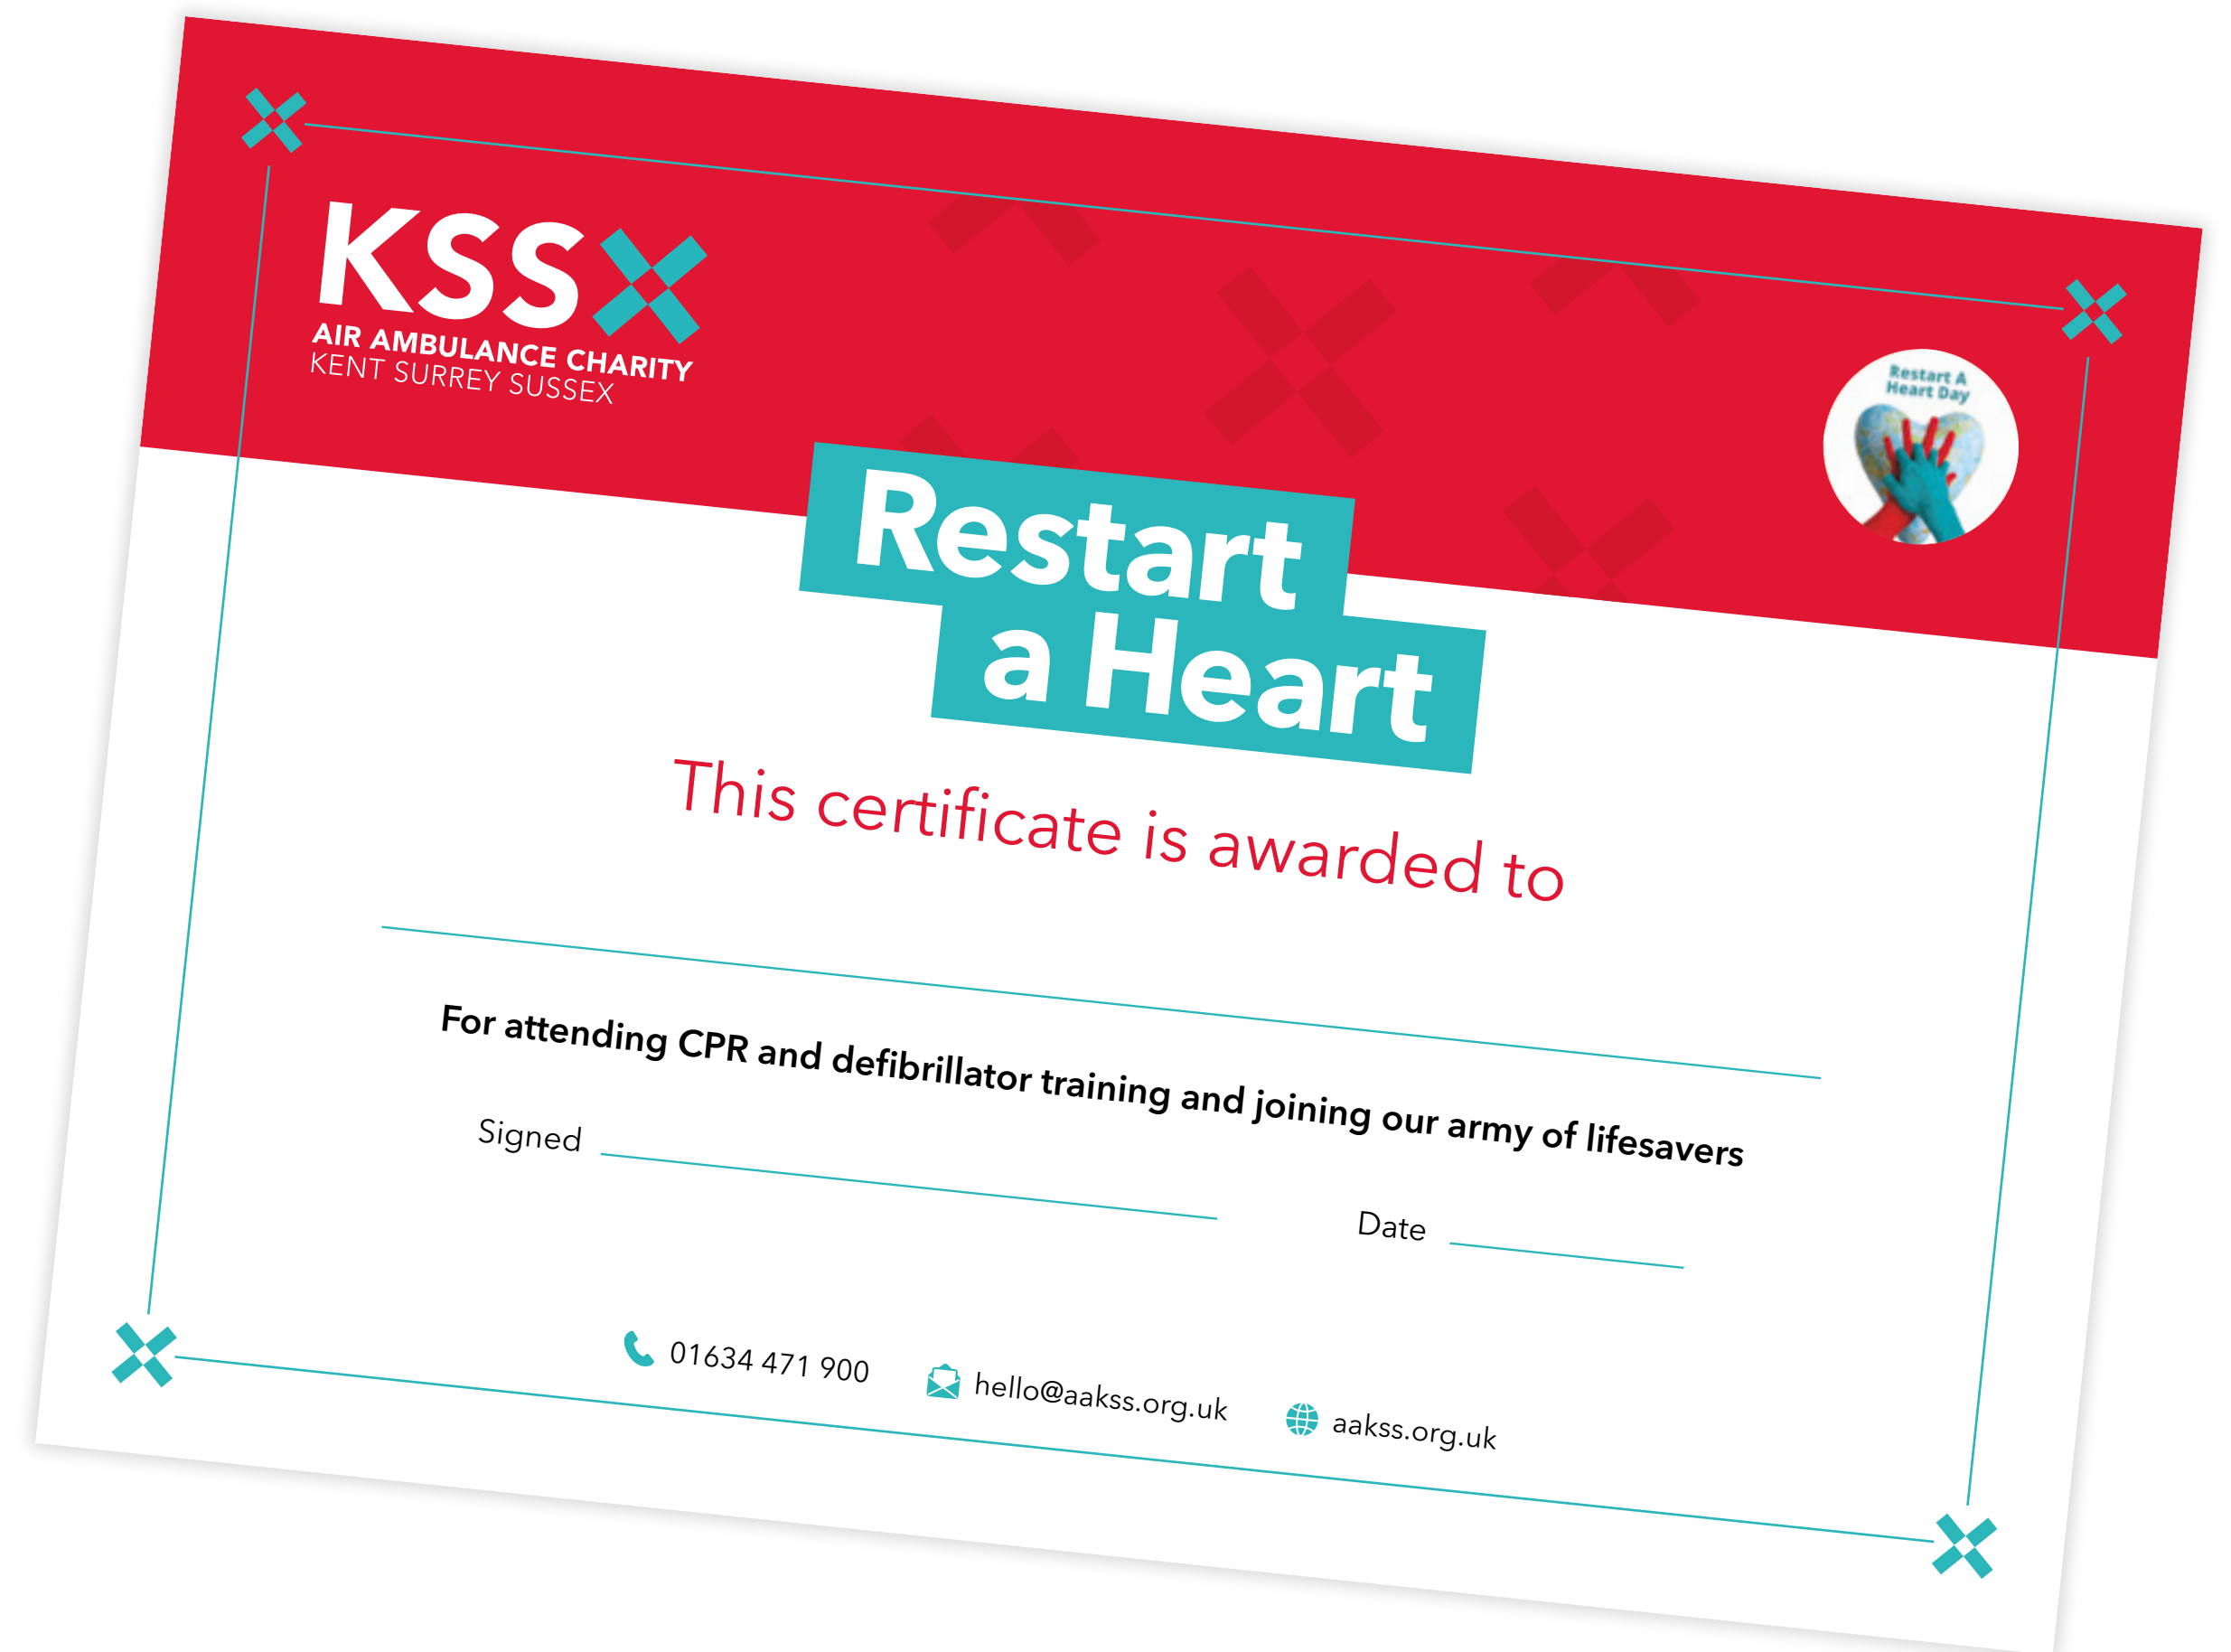 KSS
AIR AMBULANCE CHARITY
KENT SURREY SUSSEX
Restart A
Heart Day
Restart
a Heart
This certificate is awarded to
For attending CPR and defibrillator training and joining our army of lifesavers
Signed
Date
01634 471 900
hello@aakss.org.uk
aakss.org.uk